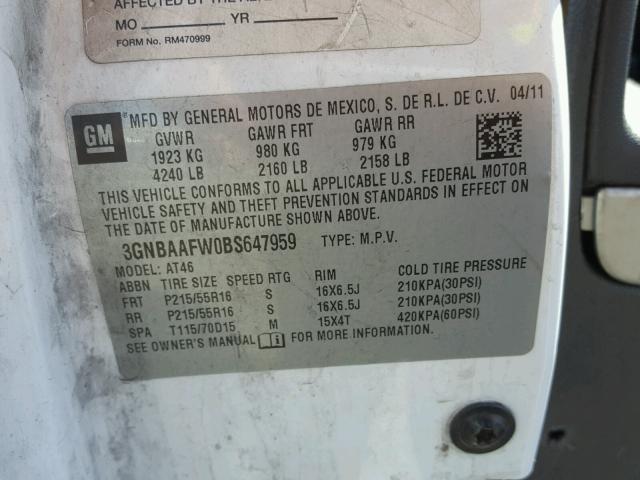 AFFECTED BY THE
MO YR
FORM No. RM470999
GM
MFD BY GENERAL MOTORS DE MEXICO, S. DE R.L. DE C.V. 04/11
GVWR GAWR FRT GAWR RR
1923 KG 980 KG 979 KG
4240 LB 2160 LB 2158 LB
THIS VEHICLE CONFORMS TO ALL APPLICABLE U.S. FEDERAL MOTOR
VEHICLE SAFETY AND THEFT PREVENTION STANDARDS IN EFFECT ON
THE DATE OF MANUFACTURE SHOWN ABOVE.
3GNBAAFW0BS647959 TYPE: M.P.V.
MODEL: AT46
ABBN TIRE SIZE SPEED RTG RIM COLD TIRE PRESSURE
FRT P215/55R16 S 16X6.5J 210KPA(30PSI)
RR P215/55R16 S 16X6.5J 210KPA(30PSI)
SPA T115/70D15 M 15X4T 420KPA(60PSI)
SEE OWNER'S MANUAL FOR MORE INFORMATION.